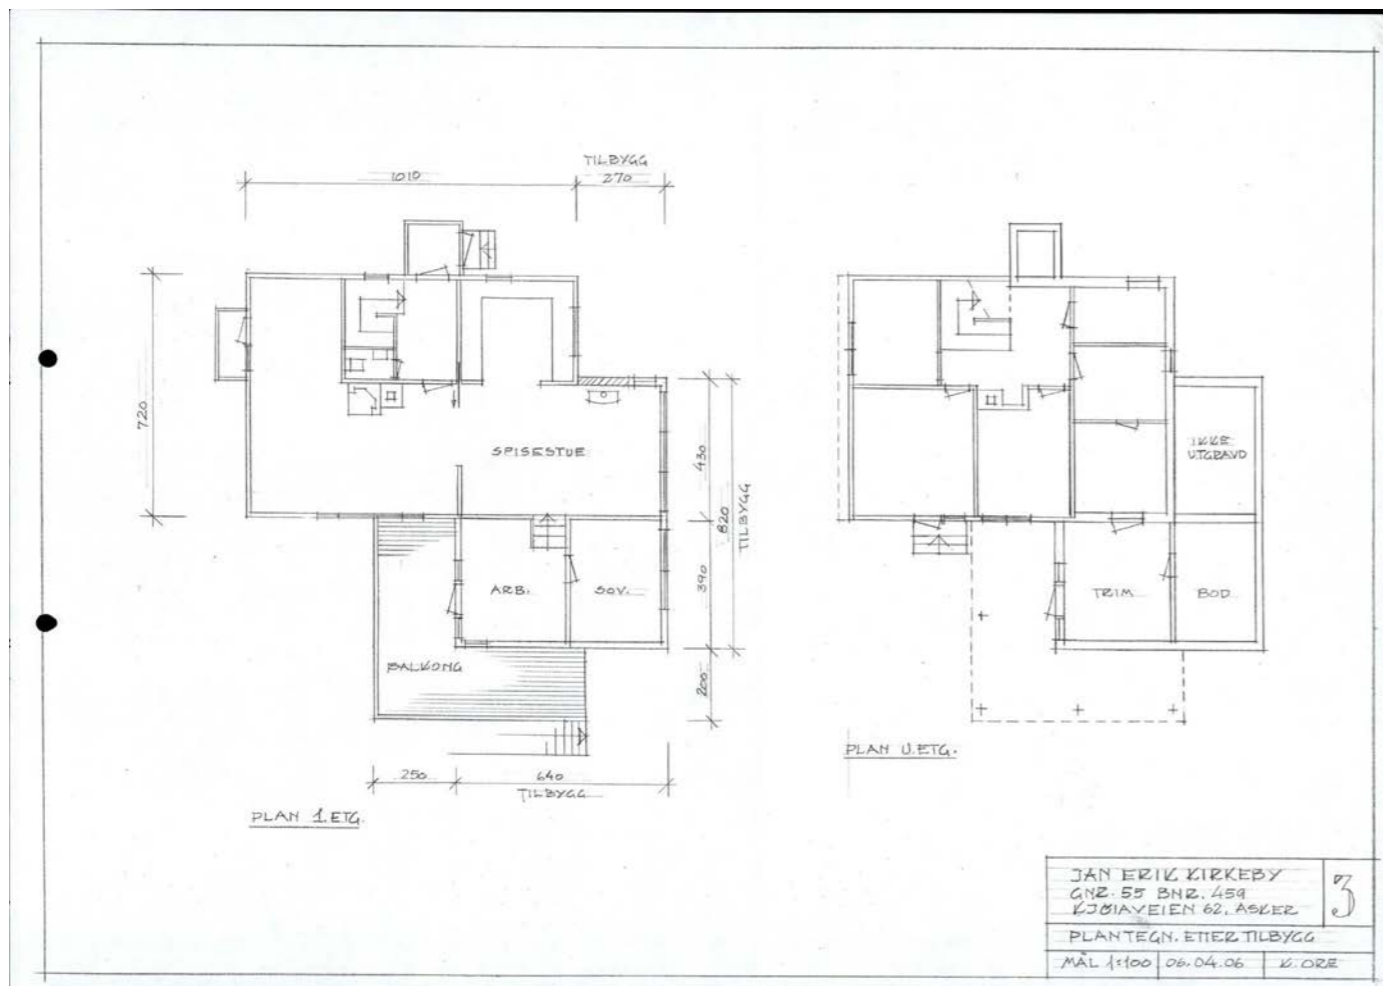 TILBYGG
1010
270
720
SPISESTUE
430
820
TILBYGG
ARB.
SOV.
390
BALKONG
200
250
640
TILBYGG
PLAN 1.ETG.
IKKE
UTGRAVD
TRIM
BOD
PLAN U.ETG.
JAN ERIK KIRKEBY
GNR. 55 BNR. 459
KJØIAVEIEN 62, ASKER
3
PLANTEGN. ETTER TILBYGG
MÅL 1:100
06.04.06
K. ORE